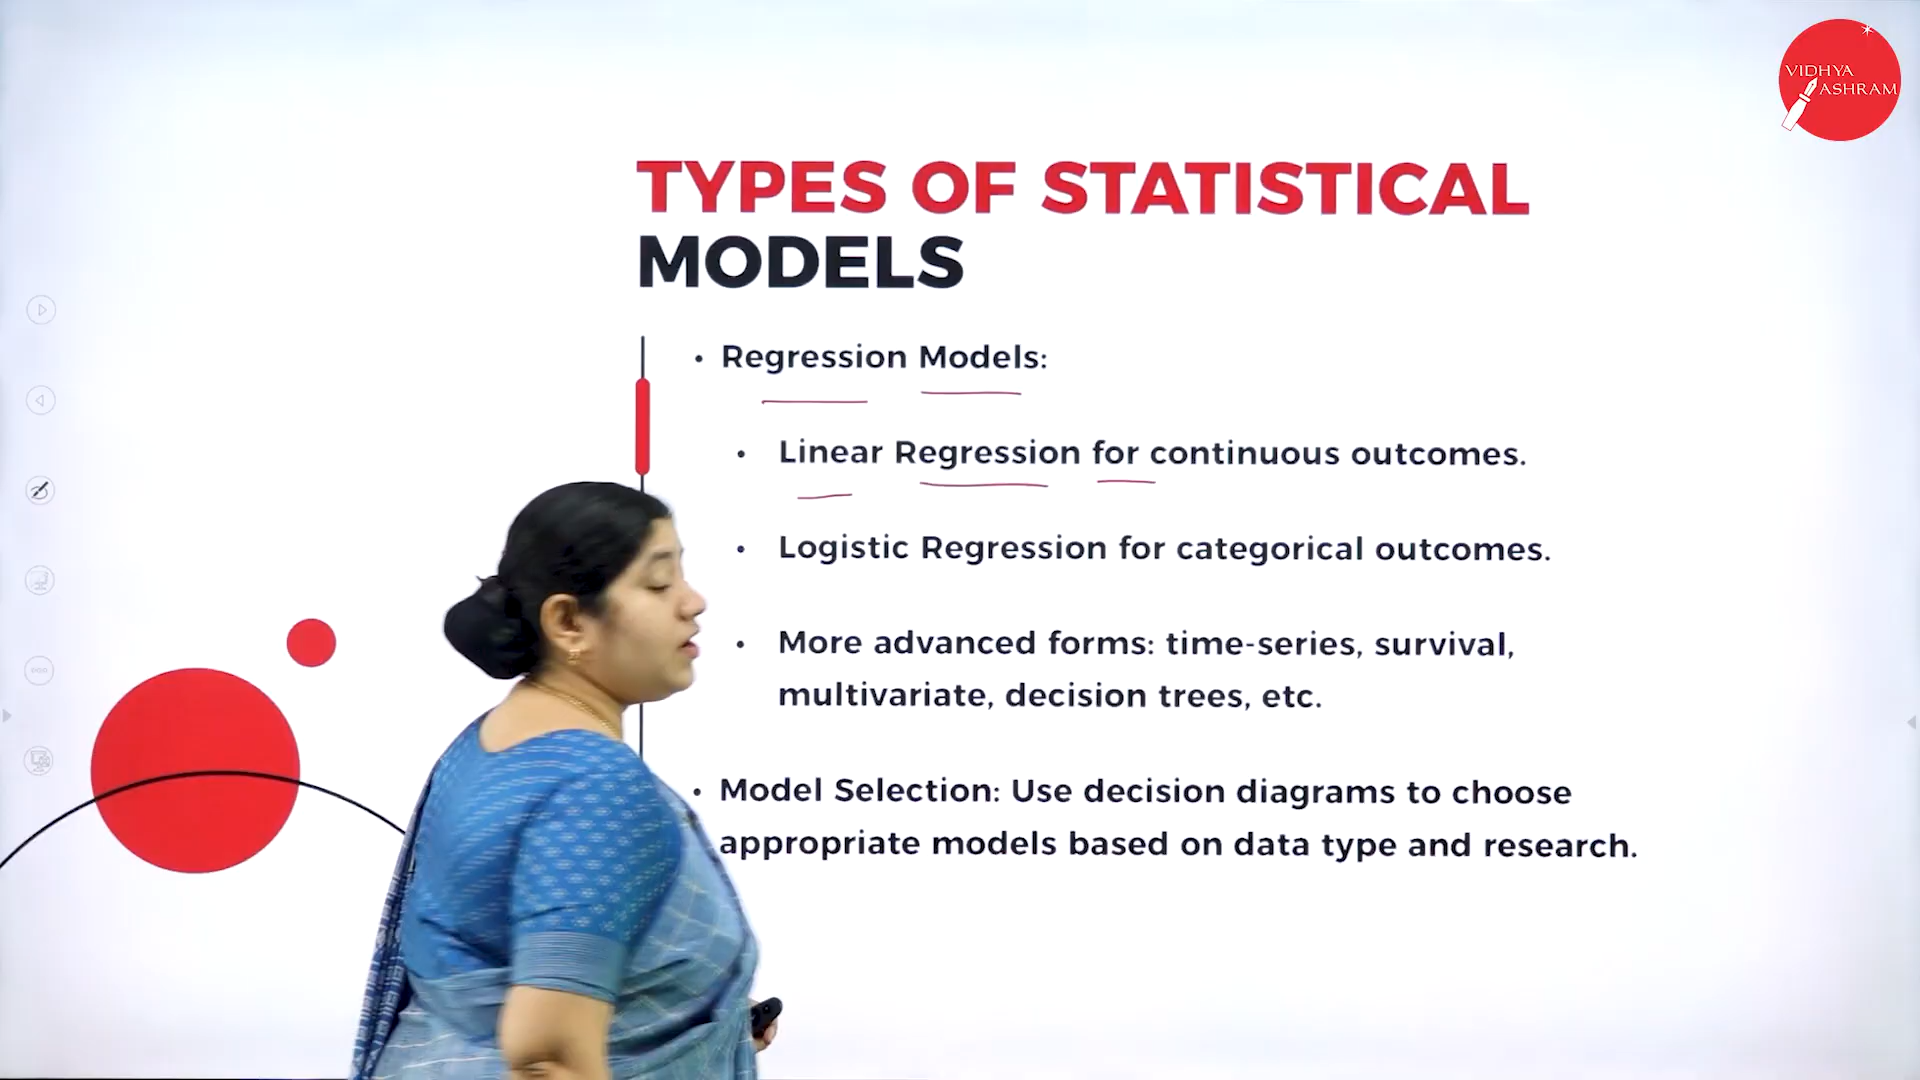 VIDHYA
ASHRAM
TYPES OF STATISTICAL
MODELS
• Regression Models:
• Linear Regression for continuous outcomes.
• Logistic Regression for categorical outcomes.
• More advanced forms: time-series, survival,
multivariate, decision trees, etc.
• Model Selection: Use decision diagrams to choose
appropriate models based on data type and research.